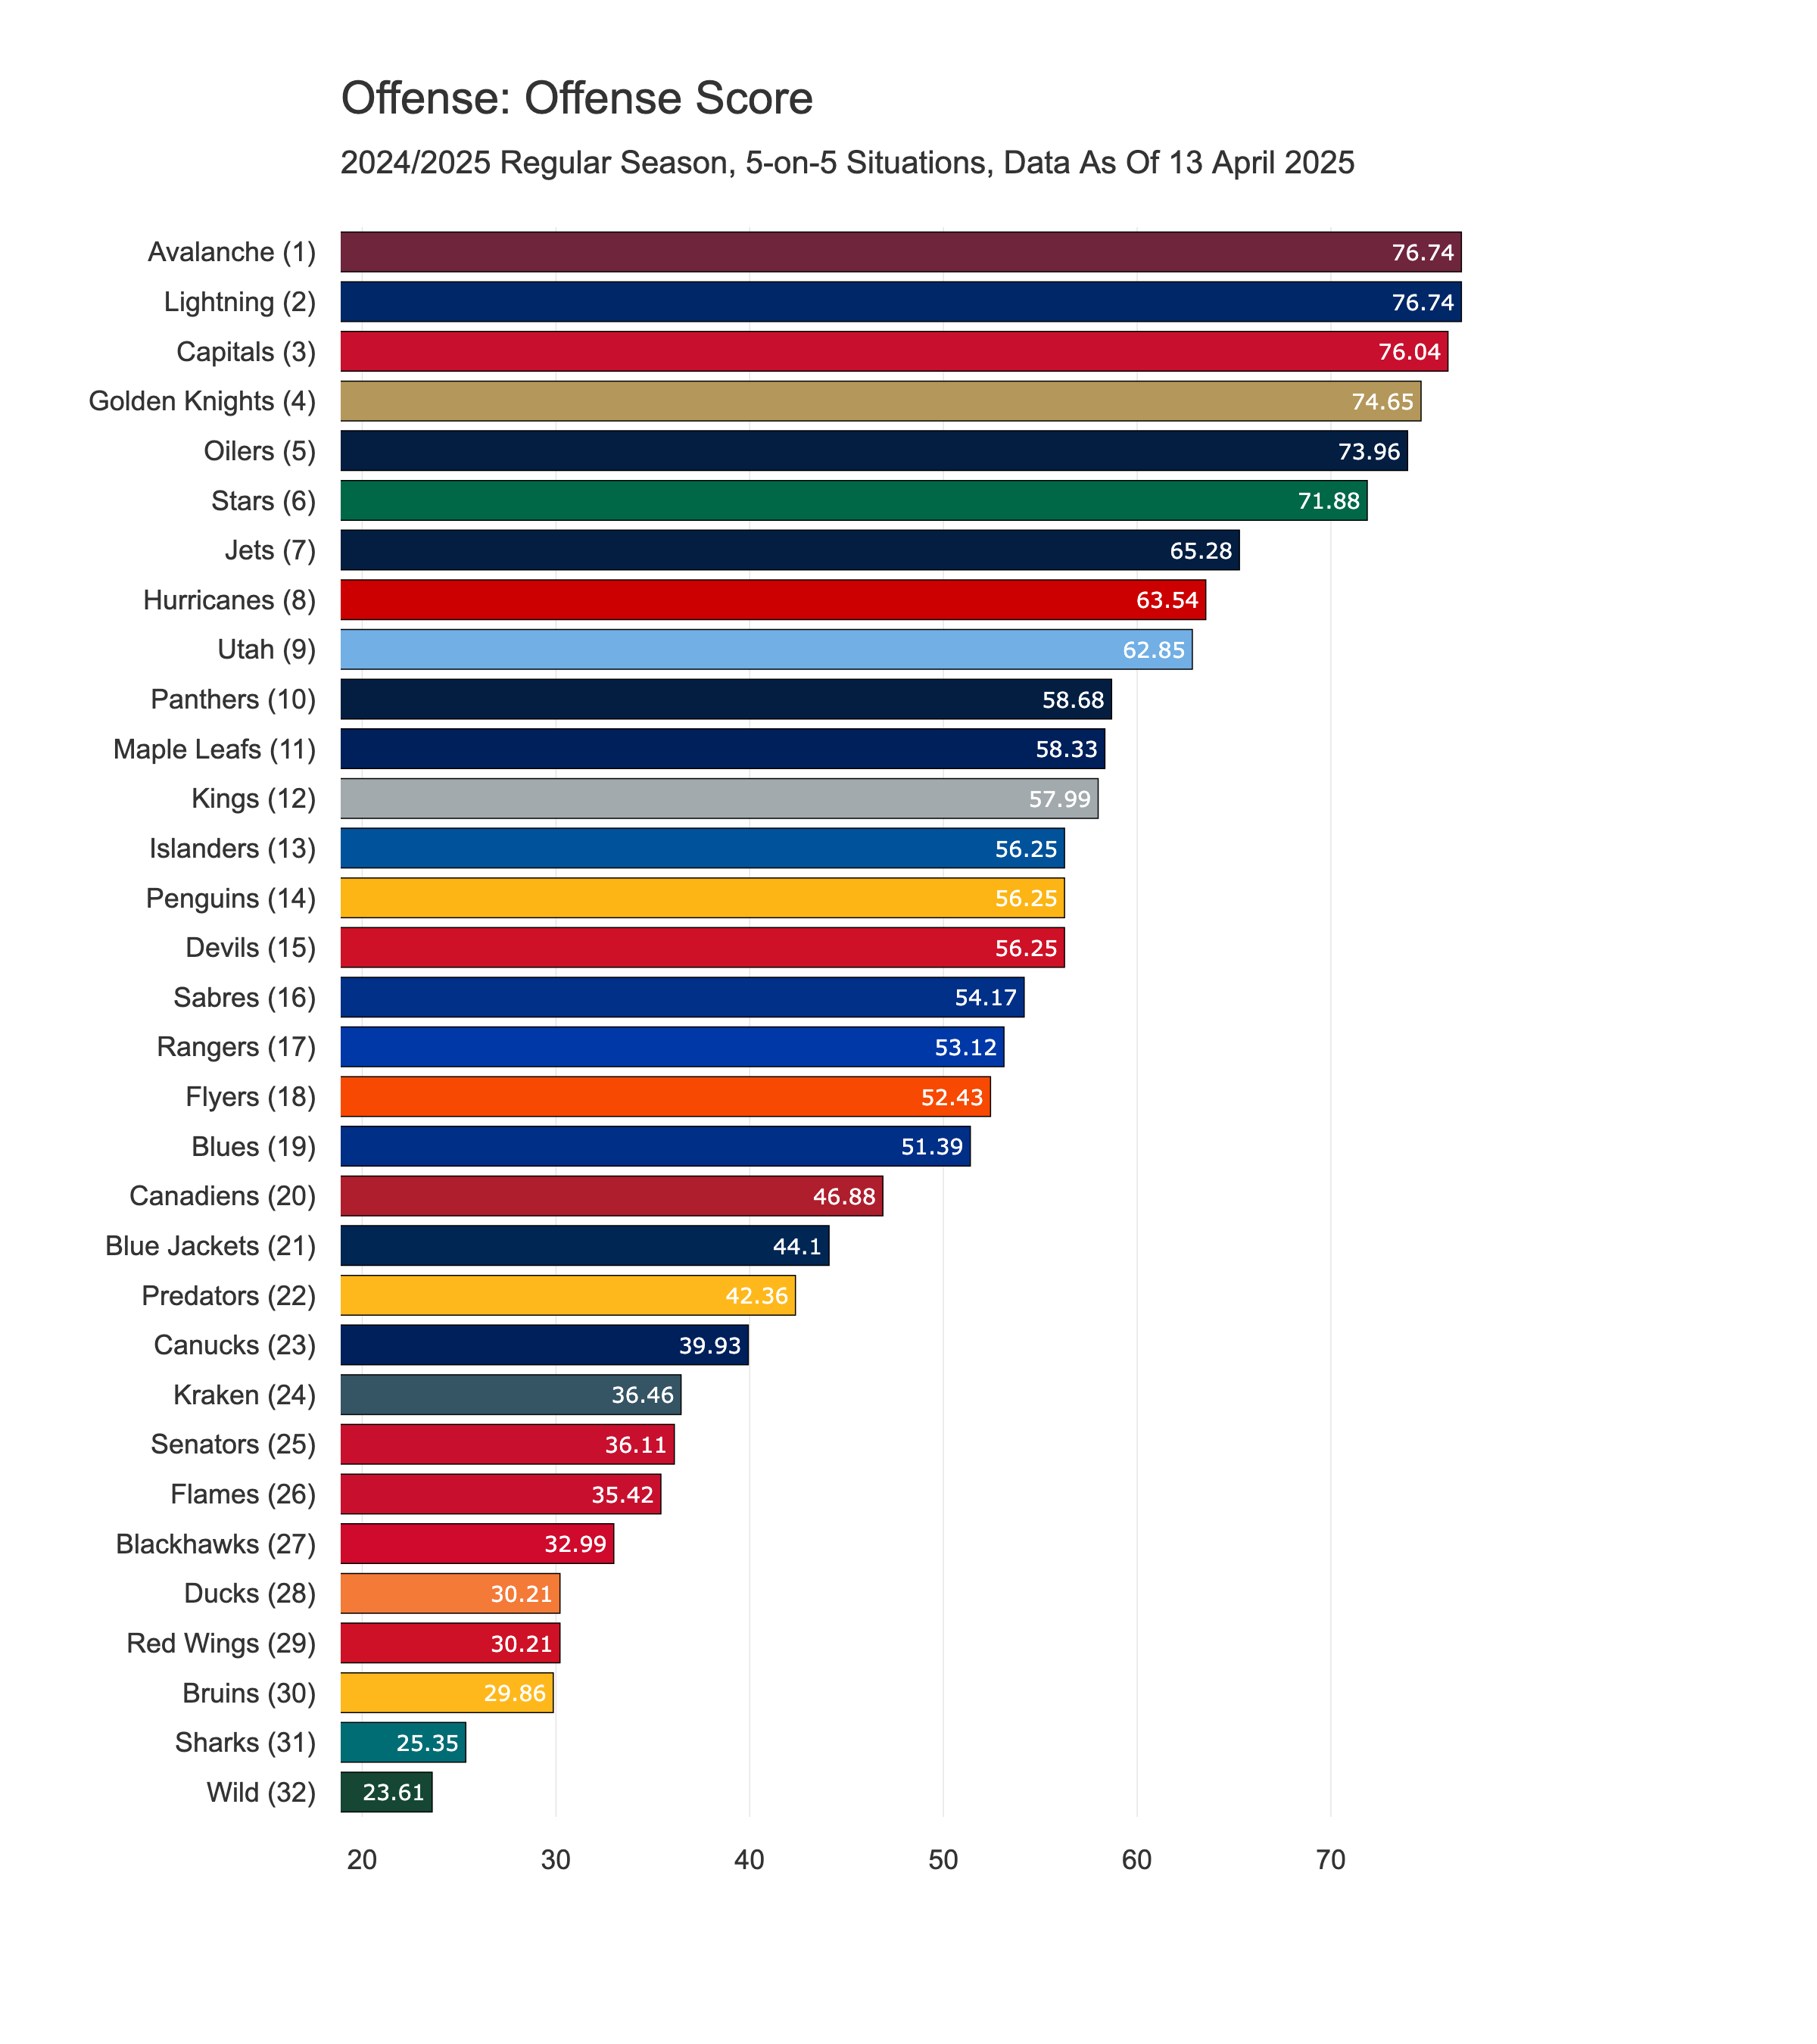 Offense: Offense Score
2024/2025 Regular Season, 5-on-5 Situations, Data As Of 13 April 2025
Avalanche (1) 76.74
Lightning (2) 76.74
Capitals (3) 76.04
Golden Knights (4) 74.65
Oilers (5) 73.96
Stars (6) 71.88
Jets (7) 65.28
Hurricanes (8) 63.54
Utah (9) 62.85
Panthers (10) 58.68
Maple Leafs (11) 58.33
Kings (12) 57.99
Islanders (13) 56.25
Penguins (14) 56.25
Devils (15) 56.25
Sabres (16) 54.17
Rangers (17) 53.12
Flyers (18) 52.43
Blues (19) 51.39
Canadiens (20) 46.88
Blue Jackets (21) 44.1
Predators (22) 42.36
Canucks (23) 39.93
Kraken (24) 36.46
Senators (25) 36.11
Flames (26) 35.42
Blackhawks (27) 32.99
Ducks (28) 30.21
Red Wings (29) 30.21
Bruins (30) 29.86
Sharks (31) 25.35
Wild (32) 23.61
20 30 40 50 60 70